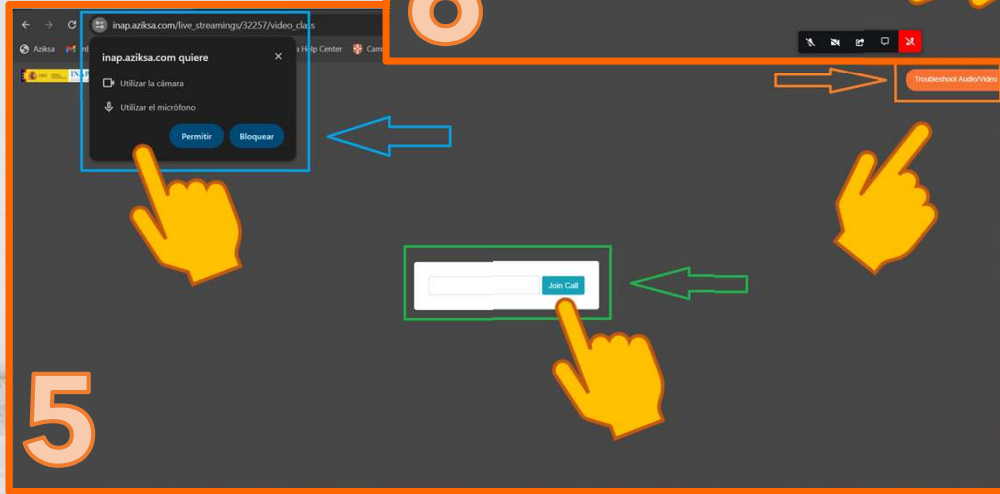 6
inap.aziksa.com/live_streamings/32257/video_class
Aziksa
Help Center
Cam
inap.aziksa.com quiere
Utilizar la cámara
Utilizar el micrófono
Permitir
Bloquear
Troubleshoot Audio/Video
Join Call
5